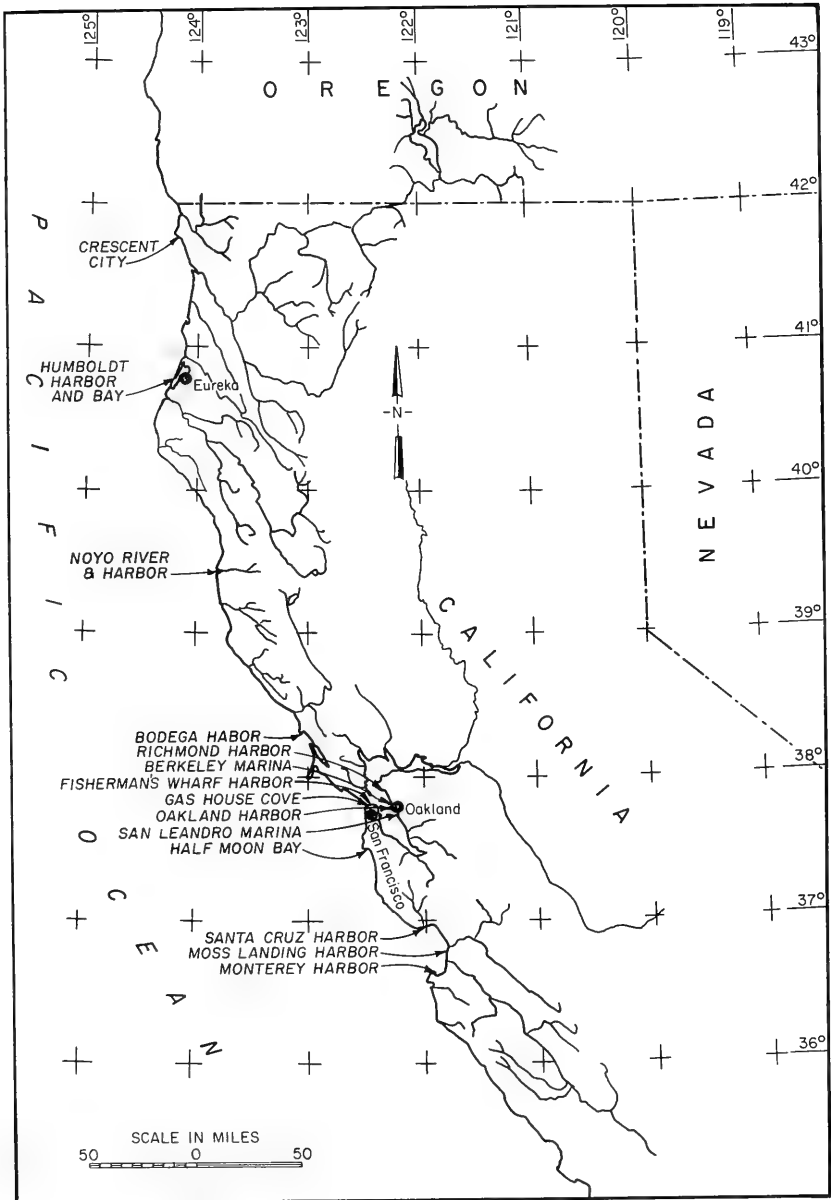 125°
124°
123°
122°
121°
120°
119°
43°
OREGON
42°
PACIFIC OCEAN
CRESCENT
CITY
41°
HUMBOLDT
HARBOR
AND BAY
Eureka
N
NEVADA
40°
NOYO RIVER
& HARBOR
39°
CALIFORNIA
BODEGA HABOR
RICHMOND HARBOR
BERKELEY MARINA
FISHERMAN'S WHARF HARBOR
GAS HOUSE COVE
OAKLAND HARBOR
SAN LEANDRO MARINA
HALF MOON BAY
38°
Oakland
San Francisco
37°
SANTA CRUZ HARBOR
MOSS LANDING HARBOR
MONTEREY HARBOR
36°
SCALE IN MILES
50 0 50